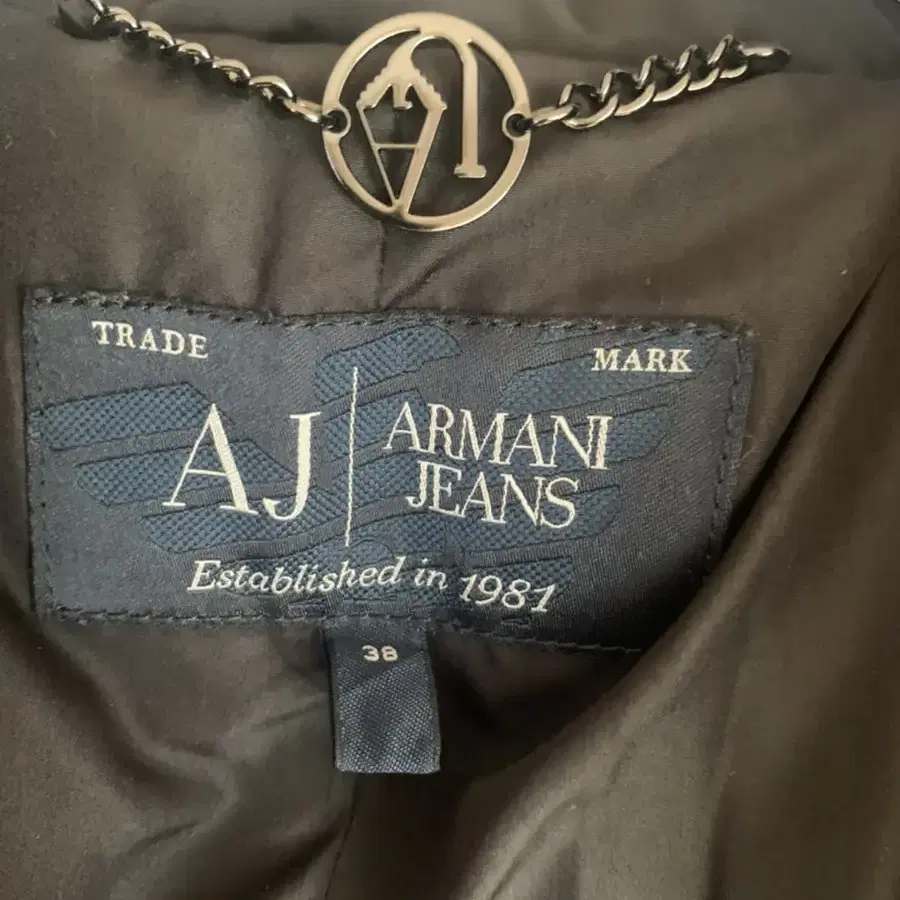 TRADE MARK
AJ
ARMANI
JEANS
Established in 1981
38